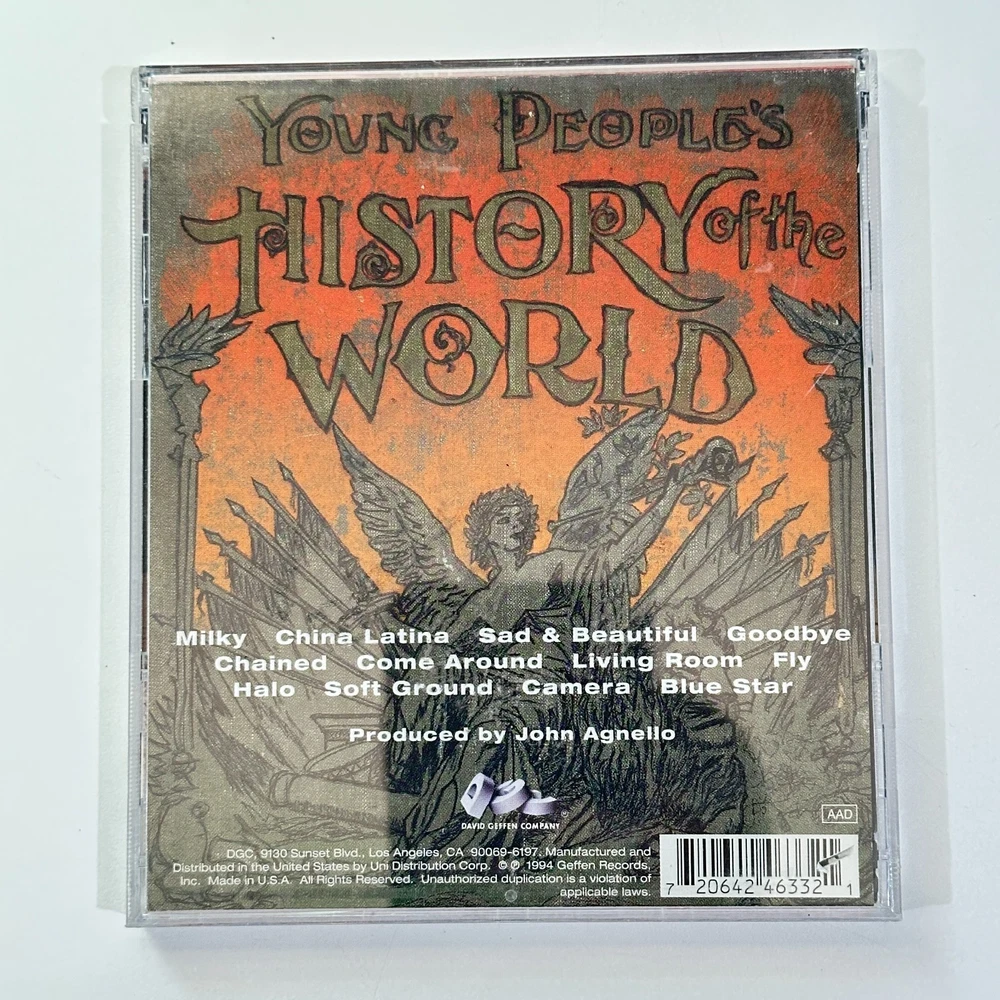 YOUNG PEOPLE'S
HISTORY of the
WORLD
Milky China Latina Sad & Beautiful Goodbye
Chained Come Around Living Room Fly
Halo Soft Ground Camera Blue Star
Produced by John Agnello
DGC
DAVID GEFFEN COMPANY
AAD
DGC, 9130 Sunset Blvd., Los Angeles, CA 90069-6197. Manufactured and
Distributed in the United States by Uni Distribution Corp. © ℗ 1994 Geffen Records,
Inc. Made in U.S.A. All Rights Reserved. Unauthorized duplication is a violation of
applicable laws.
7 20642 46332 1